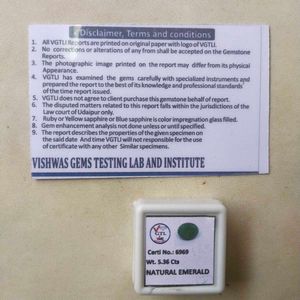 Disclaimer, Terms and conditions
1. All VGTLI Reports are printed on original paper with logo of VGTLI.
2. No corrections or alterations of any from shall be accepted on the Gemstone
Reports.
3. The photographic image printed on the report may differ from its physical
Appearance.
4. VGTLI has examined the gems carefully with specialized instruments and
prepared the report to the best of its knowledge and professional standards
of the time report issued.
5. VGTLI does not agree to client purchase this gemstone behalf of report.
6. The disputed matters related to this report falls within the jurisdictions of the
Law court of Udaipur only.
7. Ruby or Yellow sapphire or Blue sapphire is color impregnation glass filled.
8. Gem enhancement analysis not done unless or until specified.
9. The report describes the properties of the given specimen on
the said date And time VGTLI will not responsible for the use
of certificate with any other Similar specimens.
VISHWAS GEMS TESTING LAB AND INSTITUTE
VGTLI
Certi No.: 6969
Wt. 5.36 Cts
NATURAL EMERALD